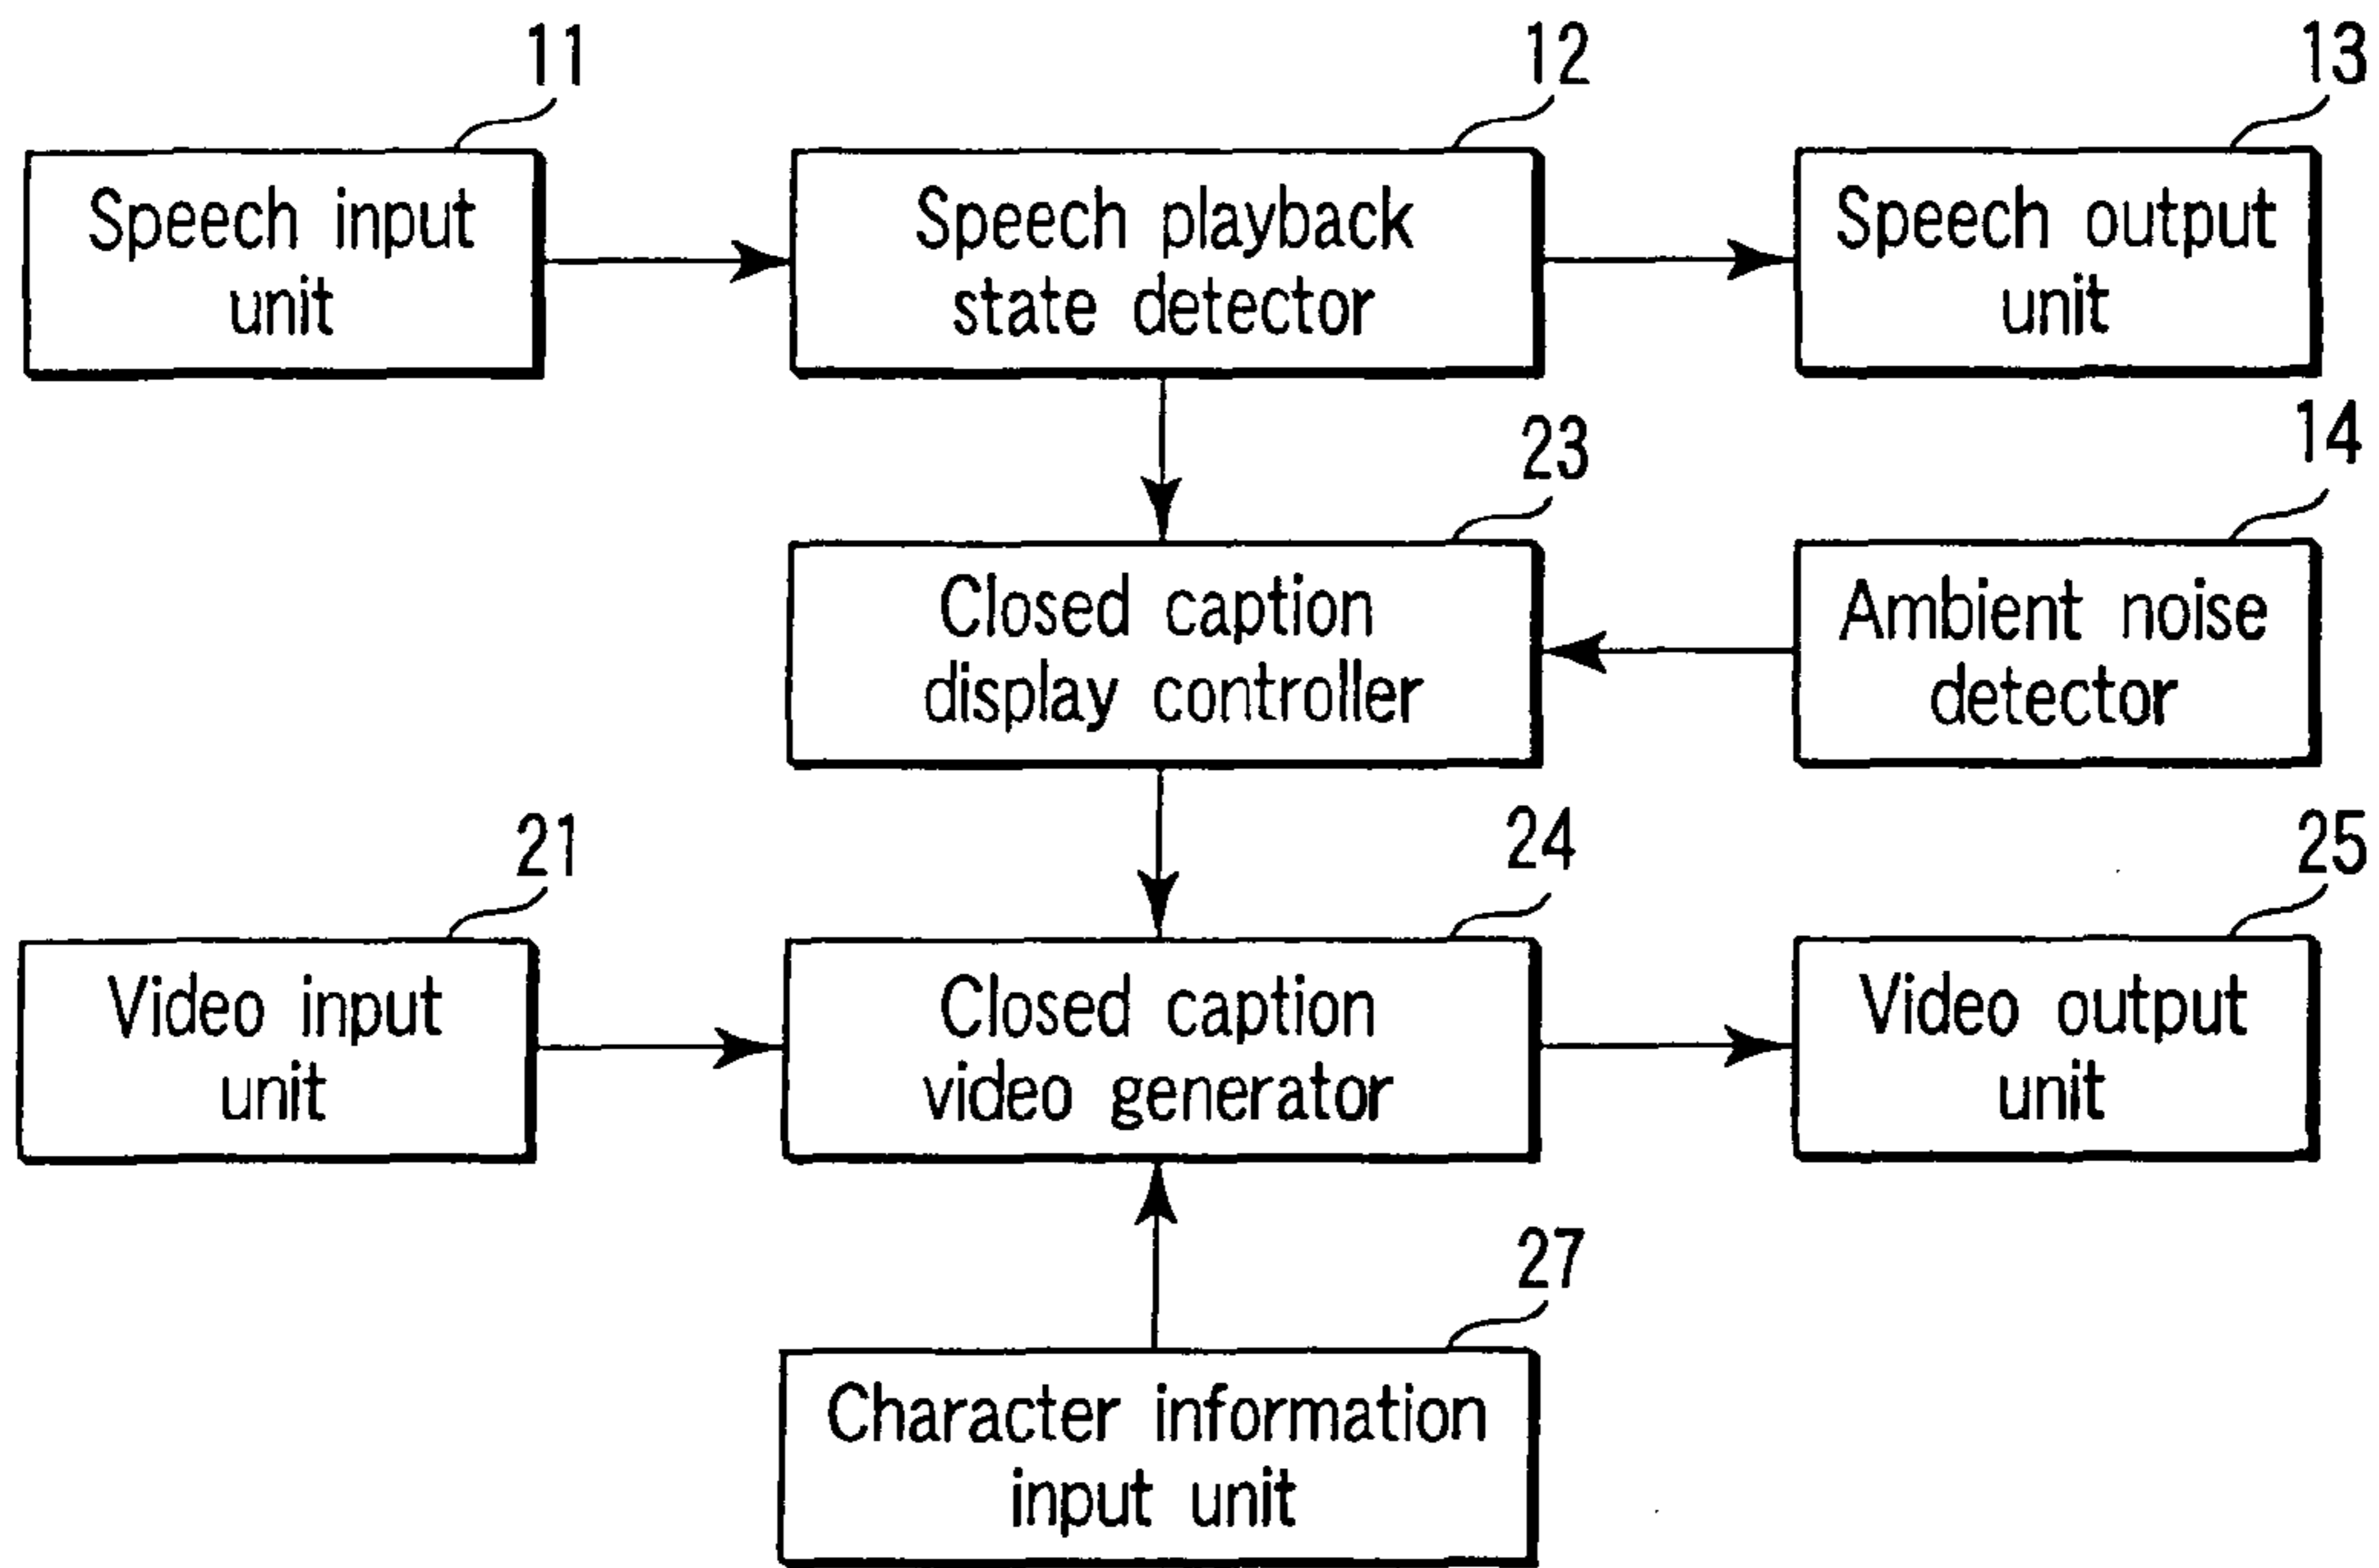 11
12
13
Speech input
unit
Speech playback
state detector
Speech output
unit
23
14
Closed caption
display controller
Ambient noise
detector
21
24
25
Video input
unit
Closed caption
video generator
Video output
unit
27
Character information
input unit